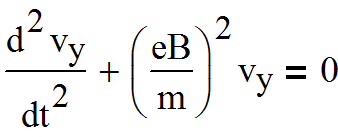 d² v_y / dt² + (eB / m)² v_y = 0